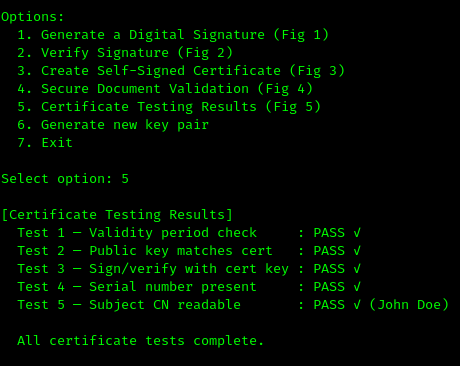 Options:
  1. Generate a Digital Signature (Fig 1)
  2. Verify Signature (Fig 2)
  3. Create Self-Signed Certificate (Fig 3)
  4. Secure Document Validation (Fig 4)
  5. Certificate Testing Results (Fig 5)
  6. Generate new key pair
  7. Exit
Select option: 5
[Certificate Testing Results]
  Test 1 — Validity period check     : PASS √
  Test 2 — Public key matches cert   : PASS √
  Test 3 — Sign/verify with cert key : PASS √
  Test 4 — Serial number present     : PASS √
  Test 5 — Subject CN readable       : PASS √ (John Doe)
  All certificate tests complete.